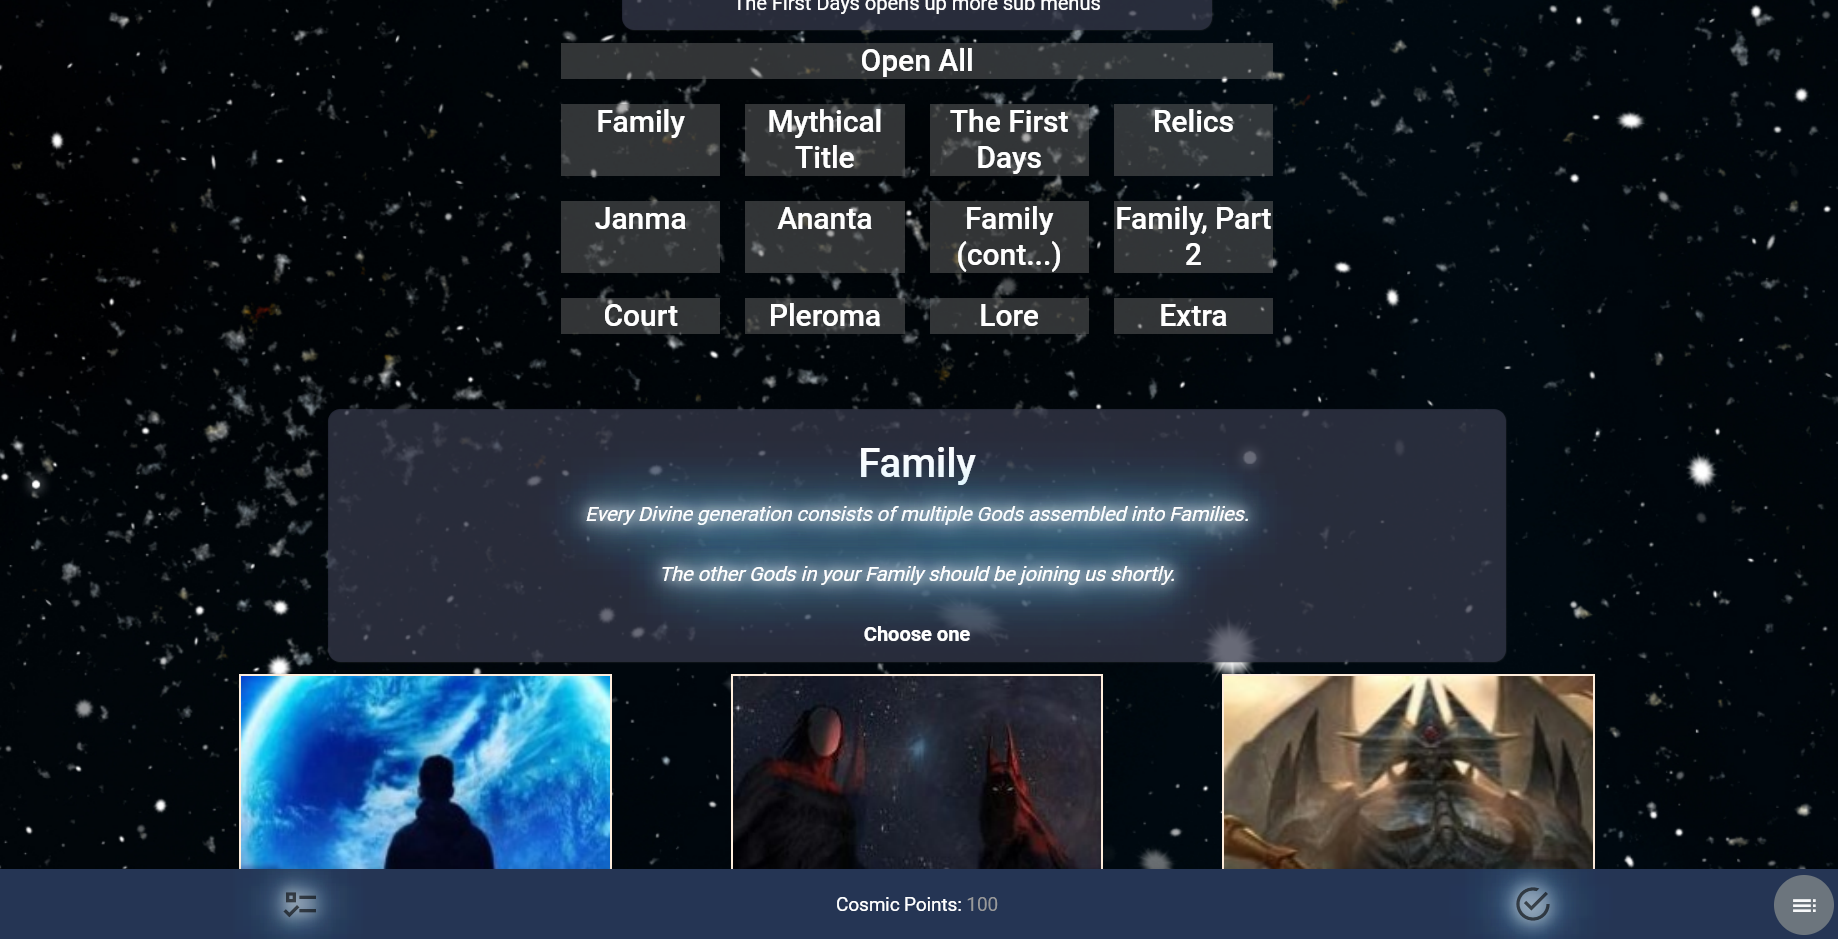 The First Days opens up more sub menus
Open All
Family
Mythical
Title
The First
Days
Relics
Janma
Ananta
Family
(cont...)
Family, Part
2
Court
Pleroma
Lore
Extra
Family
Every Divine generation consists of multiple Gods assembled into Families.
The other Gods in your Family should be joining us shortly.
Choose one
Cosmic Points: 100